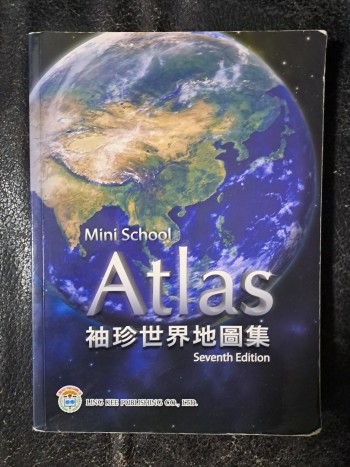 Mini School
Atlas
袖珍世界地圖集
Seventh Edition
LING KEE PUBLISHING CO., LTD.